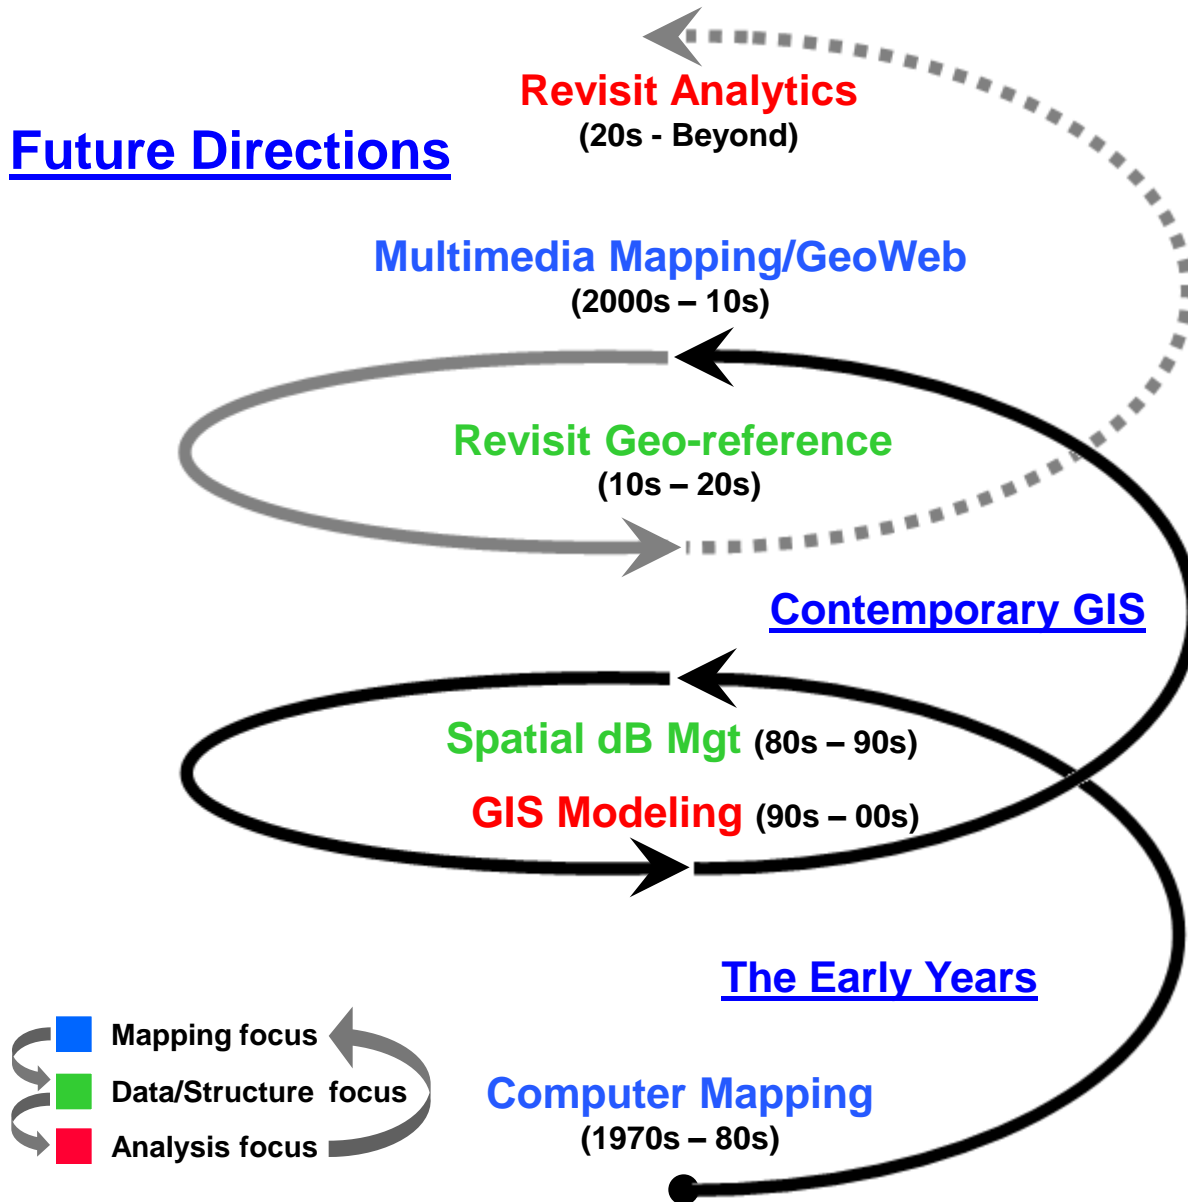 Revisit Analytics
(20s - Beyond)
Future Directions
Multimedia Mapping/GeoWeb
(2000s – 10s)
Revisit Geo-reference
(10s – 20s)
Contemporary GIS
Spatial dB Mgt (80s – 90s)
GIS Modeling (90s – 00s)
The Early Years
Mapping focus
Data/Structure focus
Analysis focus
Computer Mapping
(1970s – 80s)